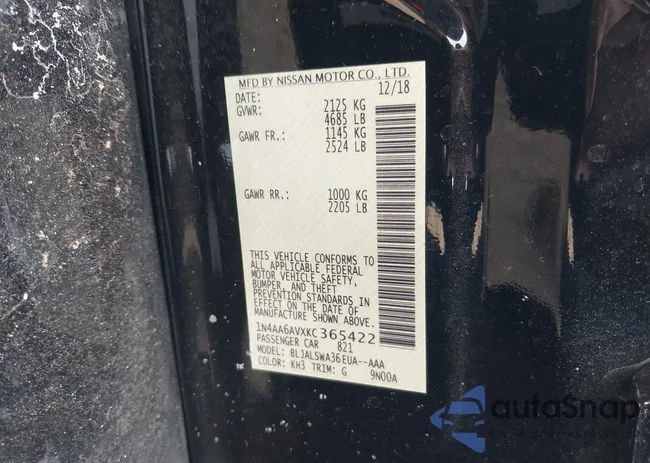 MFD BY NISSAN MOTOR CO., LTD.
DATE: 12/18
GVWR: 2125 KG
4685 LB
GAWR FR.: 1145 KG
2524 LB
GAWR RR.: 1000 KG
2205 LB
THIS VEHICLE CONFORMS TO
ALL APPLICABLE FEDERAL
MOTOR VEHICLE SAFETY,
BUMPER, AND THEFT
PREVENTION STANDARDS IN
EFFECT ON THE DATE OF
MANUFACTURE SHOWN ABOVE.
1N4AA6AVXKC365422
PASSENGER CAR 821
MODEL: BLJALSWA36EUA--AAA
COLOR: KH3 TRIM: G 9N00A
autoSnap